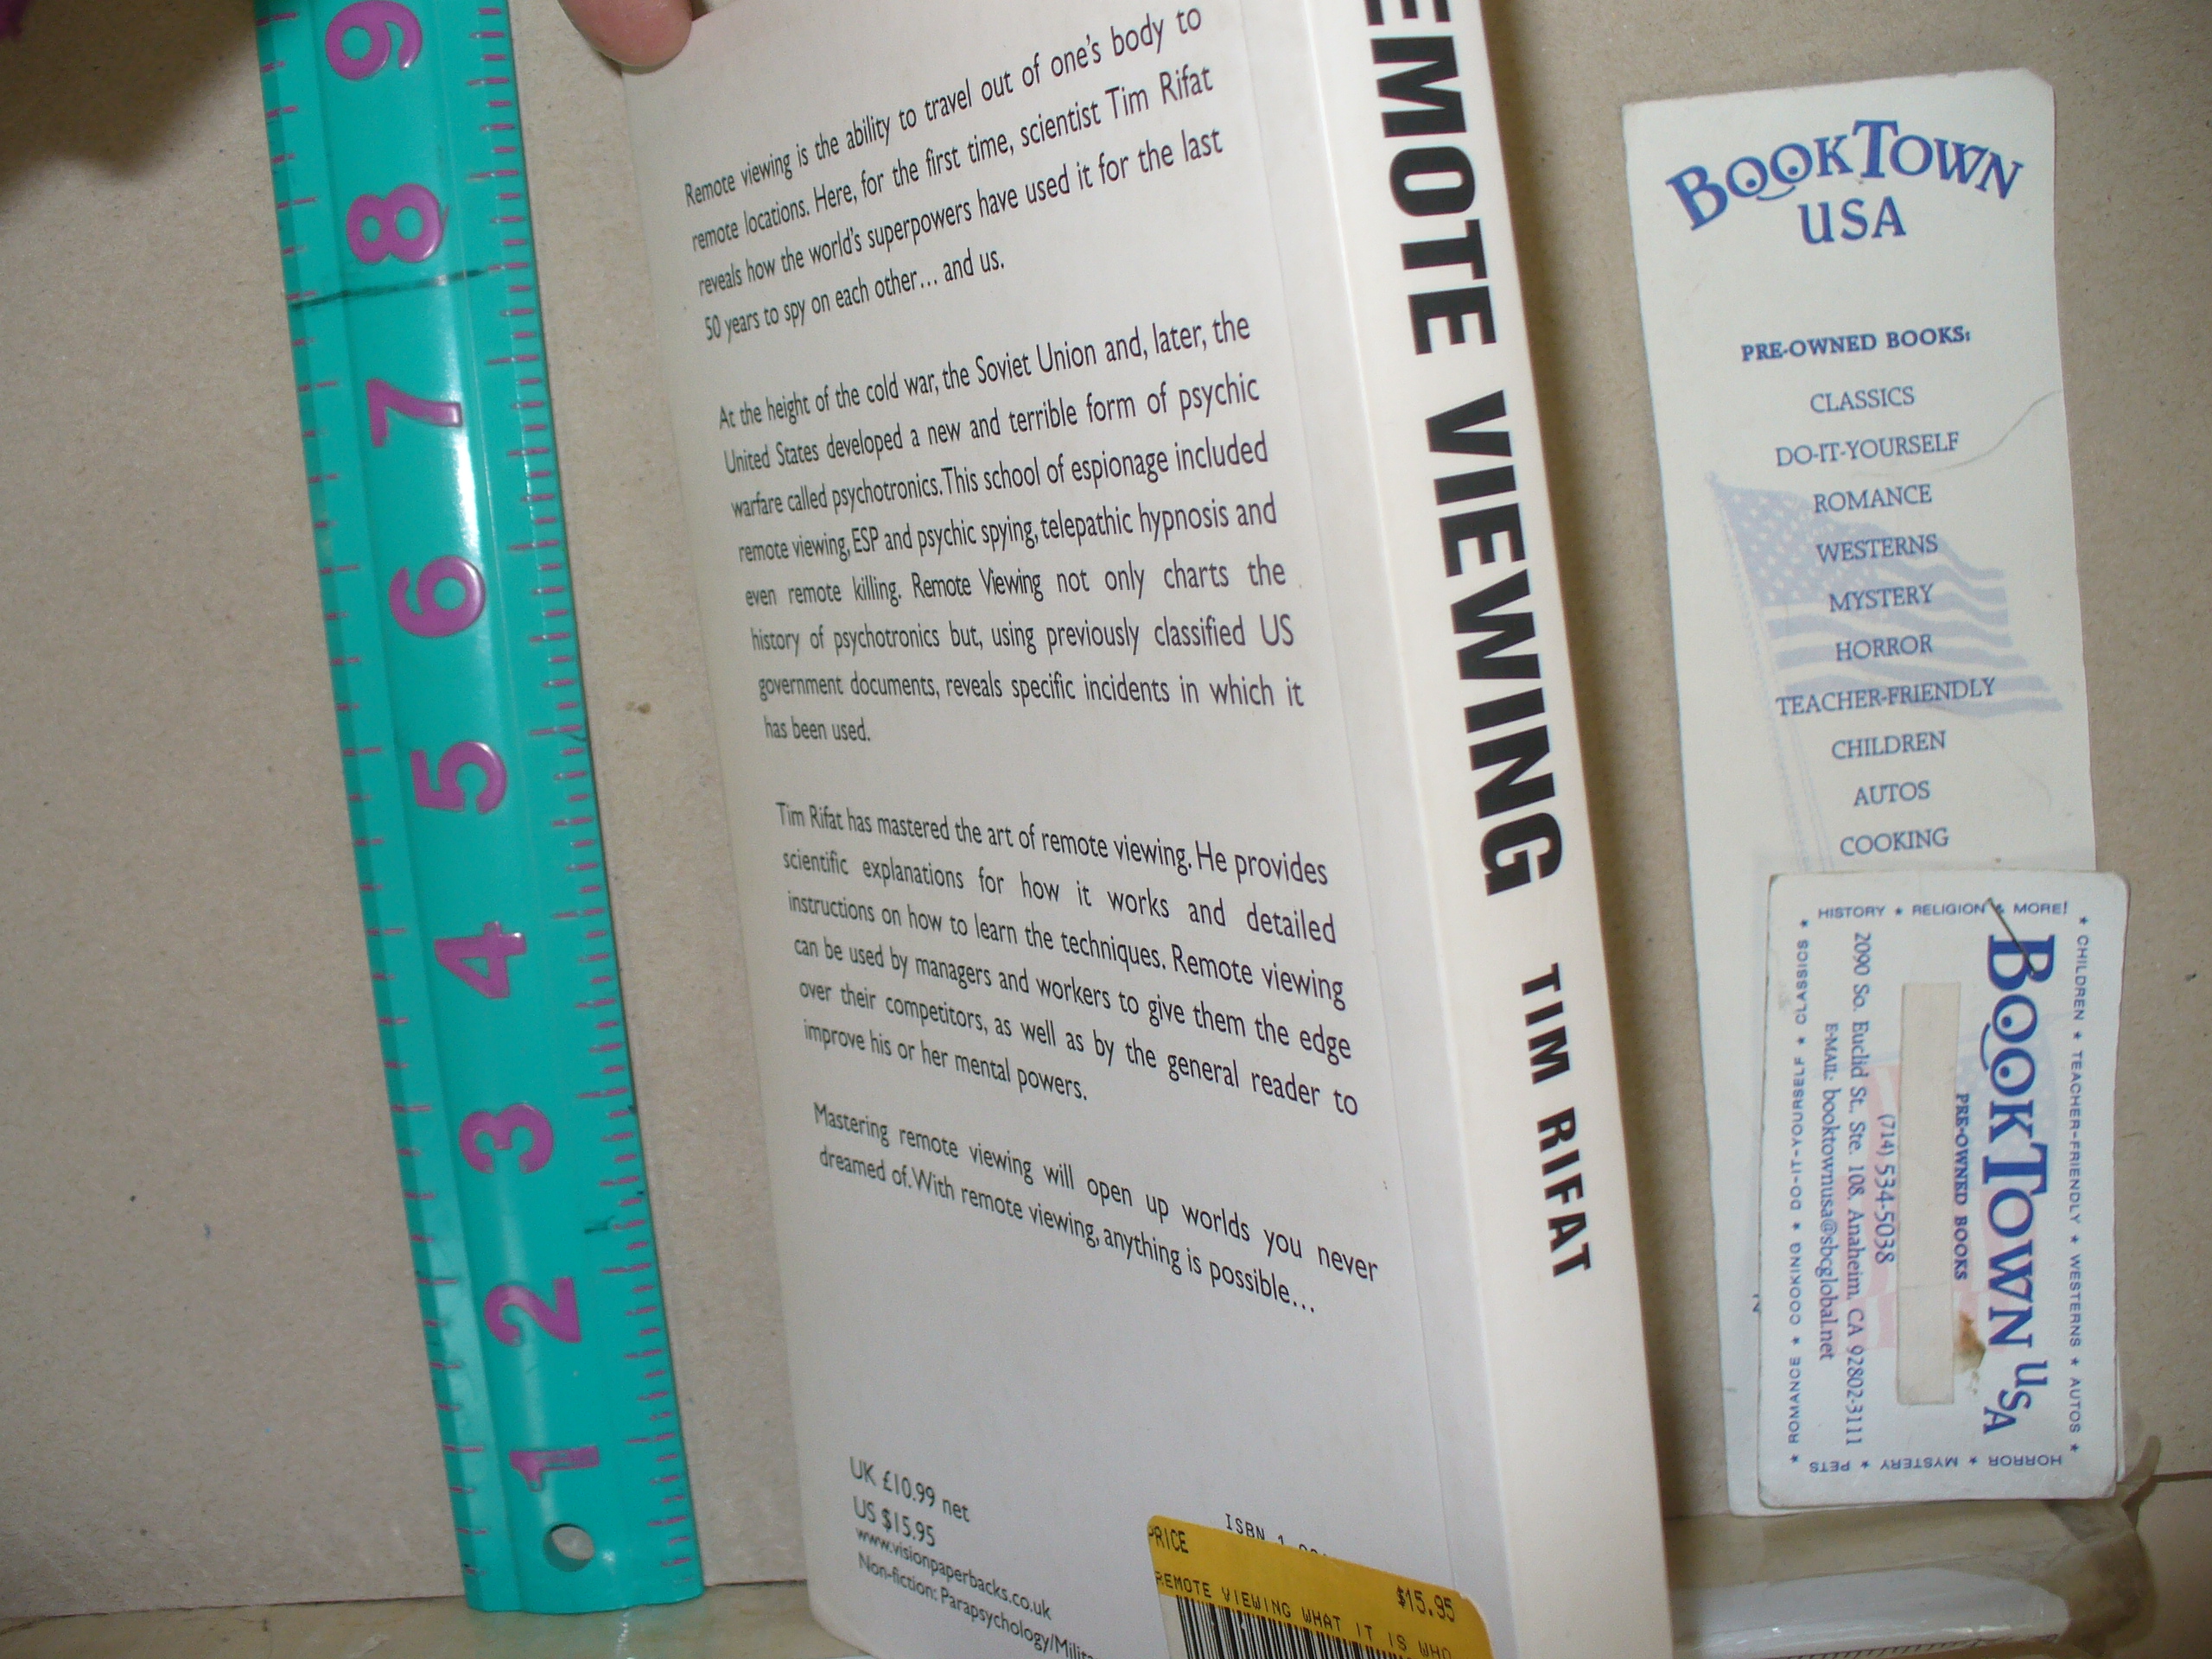 9
8
7
6
5
4
3
2
1
Remote viewing is the ability to travel out of one's body to
remote locations. Here, for the first time, scientist Tim Rifat
reveals how the world's superpowers have used it for the last
50 years to spy on each other... and us.
At the height of the cold war, the Soviet Union and, later, the
United States developed a new and terrible form of psychic
warfare called psychotronics. This school of espionage included
remote viewing, ESP and psychic spying, telepathic hypnosis and
even remote killing. Remote Viewing not only charts the
history of psychotronics but, using previously classified US
government documents, reveals specific incidents in which it
has been used.
Tim Rifat has mastered the art of remote viewing. He provides
scientific explanations for how it works and detailed
instructions on how to learn the techniques. Remote viewing
can be used by managers and workers to give them the edge
over their competitors, as well as by the general reader to
improve his or her mental powers.
Mastering remote viewing will open up worlds you never
dreamed of. With remote viewing, anything is possible...
UK £10.99 net
US $15.95
www.visionpaperbacks.co.uk
Non-fiction: Parapsychology/Milit
ISBN 1
PRICE $15.95
REMOTE VIEWING WHAT IT IS WHO
EMOTE VIEWING TIM RIFAT
BOOKTOWN
USA
PRE-OWNED BOOKS:
CLASSICS
DO-IT-YOURSELF
ROMANCE
WESTERNS
MYSTERY
HORROR
TEACHER-FRIENDLY
CHILDREN
AUTOS
COOKING
★ CHILDREN ★ TEACHER-FRIENDLY ★ WESTERNS ★ AUTOS ★
HORROR ★ MYSTERY ★ PETS
★ ROMANCE ★ COOKING ★ DO-IT-YOURSELF ★ CLASSICS ★
HISTORY ★ RELIGION & MORE!
BOOKTOWN USA
PRE-OWNED BOOKS
(714) 534-5038
2090 So. Euclid St., Ste. 108, Anaheim, CA 92802-3111
E-MAIL: booktownusa@sbcglobal.net